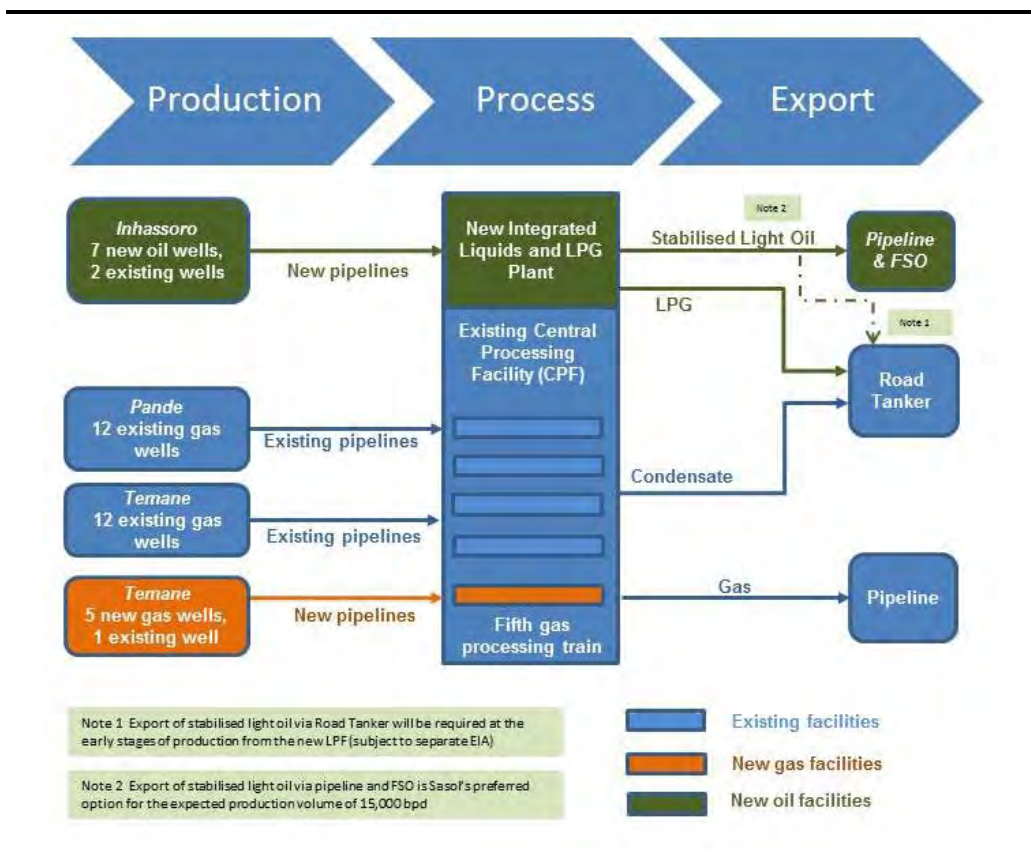 Production
Process
Export
Inhassoro
7 new oil wells,
2 existing wells
New pipelines
New Integrated
Liquids and LPG
Plant
Note 2
Stabilised Light Oil
Pipeline
& FSO
LPG
Note 1
Existing Central
Processing
Facility (CPF)
Road
Tanker
Pande
12 existing gas
wells
Existing pipelines
Condensate
Temane
12 existing gas
wells
Existing pipelines
Temane
5 new gas wells,
1 existing well
New pipelines
Fifth gas
processing train
Gas
Pipeline
Note 1 Export of stabilised light oil via Road Tanker will be required at the
early stages of production from the new LPF (subject to separate EIA)
Note 2 Export of stabilised light oil via pipeline and FSO is Sasol's preferred
option for the expected production volume of 15,000 bpd
Existing facilities
New gas facilities
New oil facilities